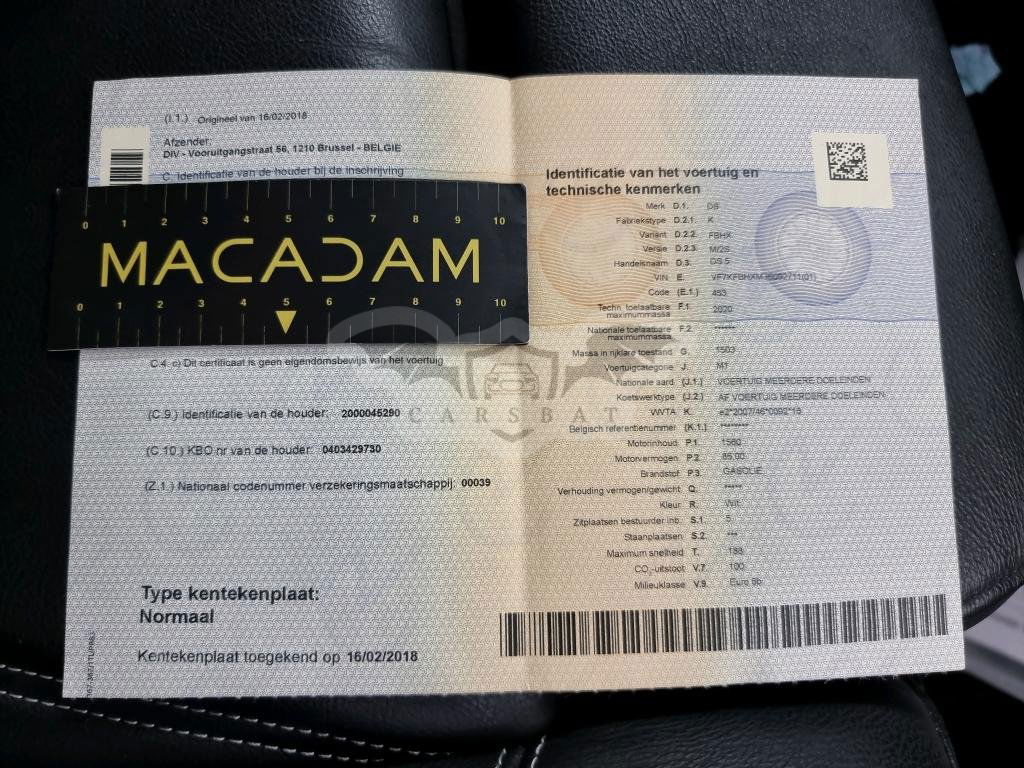 (I.1.) Origineel van 16/02/2018
Afzender:
DIV - Vooruitgangstraat 56, 1210 Brussel - BELGIE
C. Identificatie van de houder bij de inschrijving
0 1 2 3 4 5 6 7 8 9 10
MACADAM
0 1 2 3 4 5 6 7 8 9 10
C.4. c) Dit certificaat is geen eigendomsbewijs van het voertuig
(C.9.) Identificatie van de houder: 2000045290
(C.10.) KBO nr van de houder: 0403429730
(Z.1.) Nationaal codenummer verzekeringsmaatschappij: 00039
Type kentekenplaat:
Normaal
Kentekenplaat toegekend op 16/02/2018
Identificatie van het voertuig en
technische kenmerken
Merk D.1. DS
Fabriekstype D.2.1. K
Variant D.2.2. FBHX
Versie D.2.3. M/2S
Handelsnaam D.3. DS 5
VIN E.
Code (E.1.) 453
Techn. toelaatbare F.1. 2020
maximummassa
Nationale toelaatbare F.2. ******
maximummassa
Massa in rijklare toestand G. 1503
Voertuigcategorie J. M1
Nationale aard (J.1.) VOERTUIG MEERDERE DOELEINDEN
Koetswerktype (J.2.) AF VOERTUIG MEERDERE DOELEINDEN
WVTA K. e2*2007/46*0092*18
Belgisch referentienummer (K.1.) ********
Motorinhoud P.1. 1560
Motorvermogen P.2. 85,00
Brandstof P.3. GASOLIE
Verhouding vermogen/gewicht Q. *****
Kleur R. Wit
Zitplaatsen bestuurder inb. S.1. 5
Staanplaatsen S.2. ***
Maximum snelheid T. 188
CO₂-uitstoot V.7. 100
Milieuklasse V.9. Euro 6b
CARSBAT